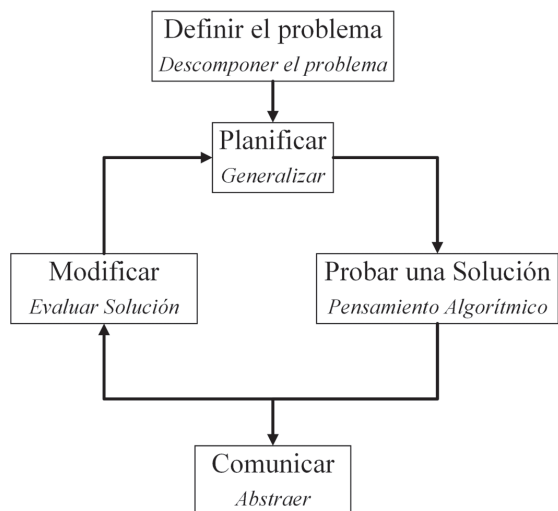 Definir el problema
Descomponer el problema
Planificar
Generalizar
Modificar
Evaluar Solución
Probar una Solución
Pensamiento Algorítmico
Comunicar
Abstraer